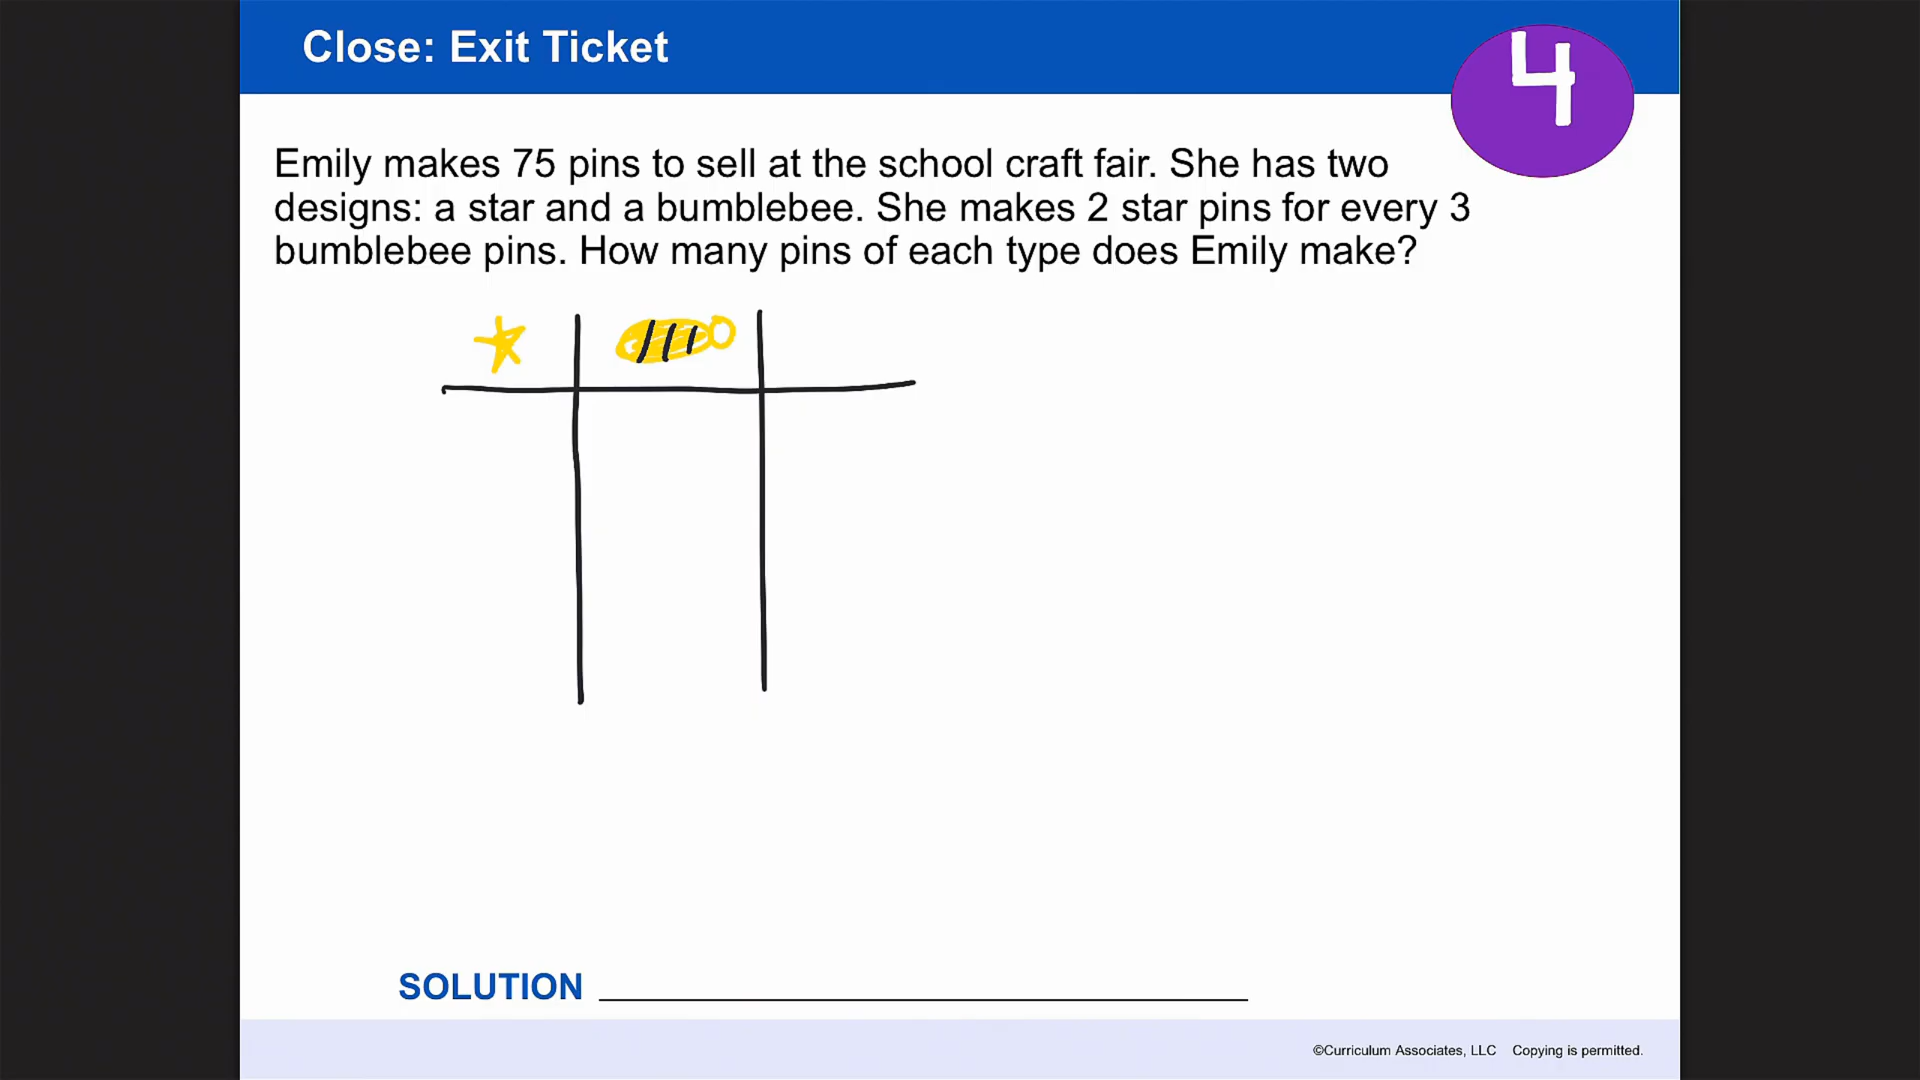 Close: Exit Ticket
4
Emily makes 75 pins to sell at the school craft fair. She has two
designs: a star and a bumblebee. She makes 2 star pins for every 3
bumblebee pins. How many pins of each type does Emily make?
SOLUTION
©Curriculum Associates, LLC Copying is permitted.